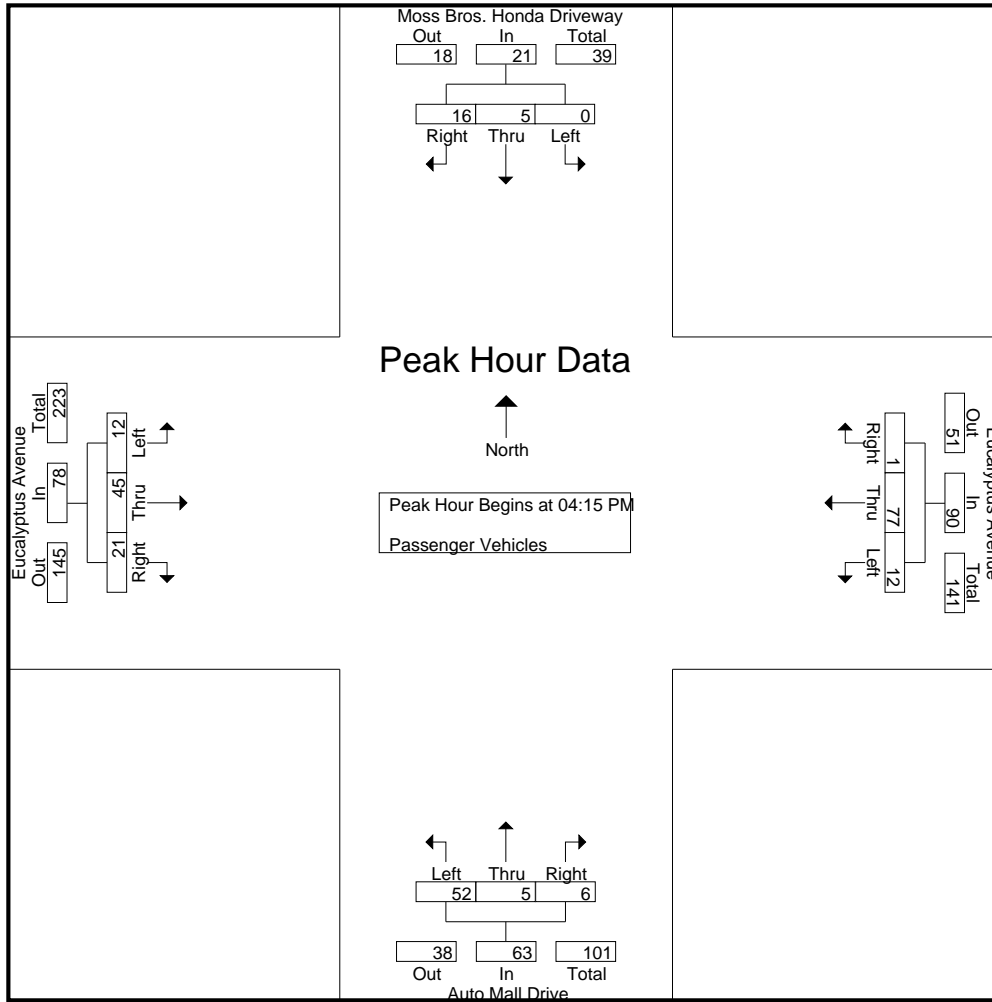 Moss Bros. Honda Driveway
Out In Total
18 21 39
16 5 0
Right Thru Left
Peak Hour Data
North
Peak Hour Begins at 04:15 PM
Passenger Vehicles
Eucalyptus Avenue
Out In Total
145 78 223
21 45 12
Right Thru Left
Eucalyptus Avenue
Out In Total
51 90 141
1 77 12
Right Thru Left
Left Thru Right
52 5 6
38 63 101
Out In Total
Auto Mall Drive